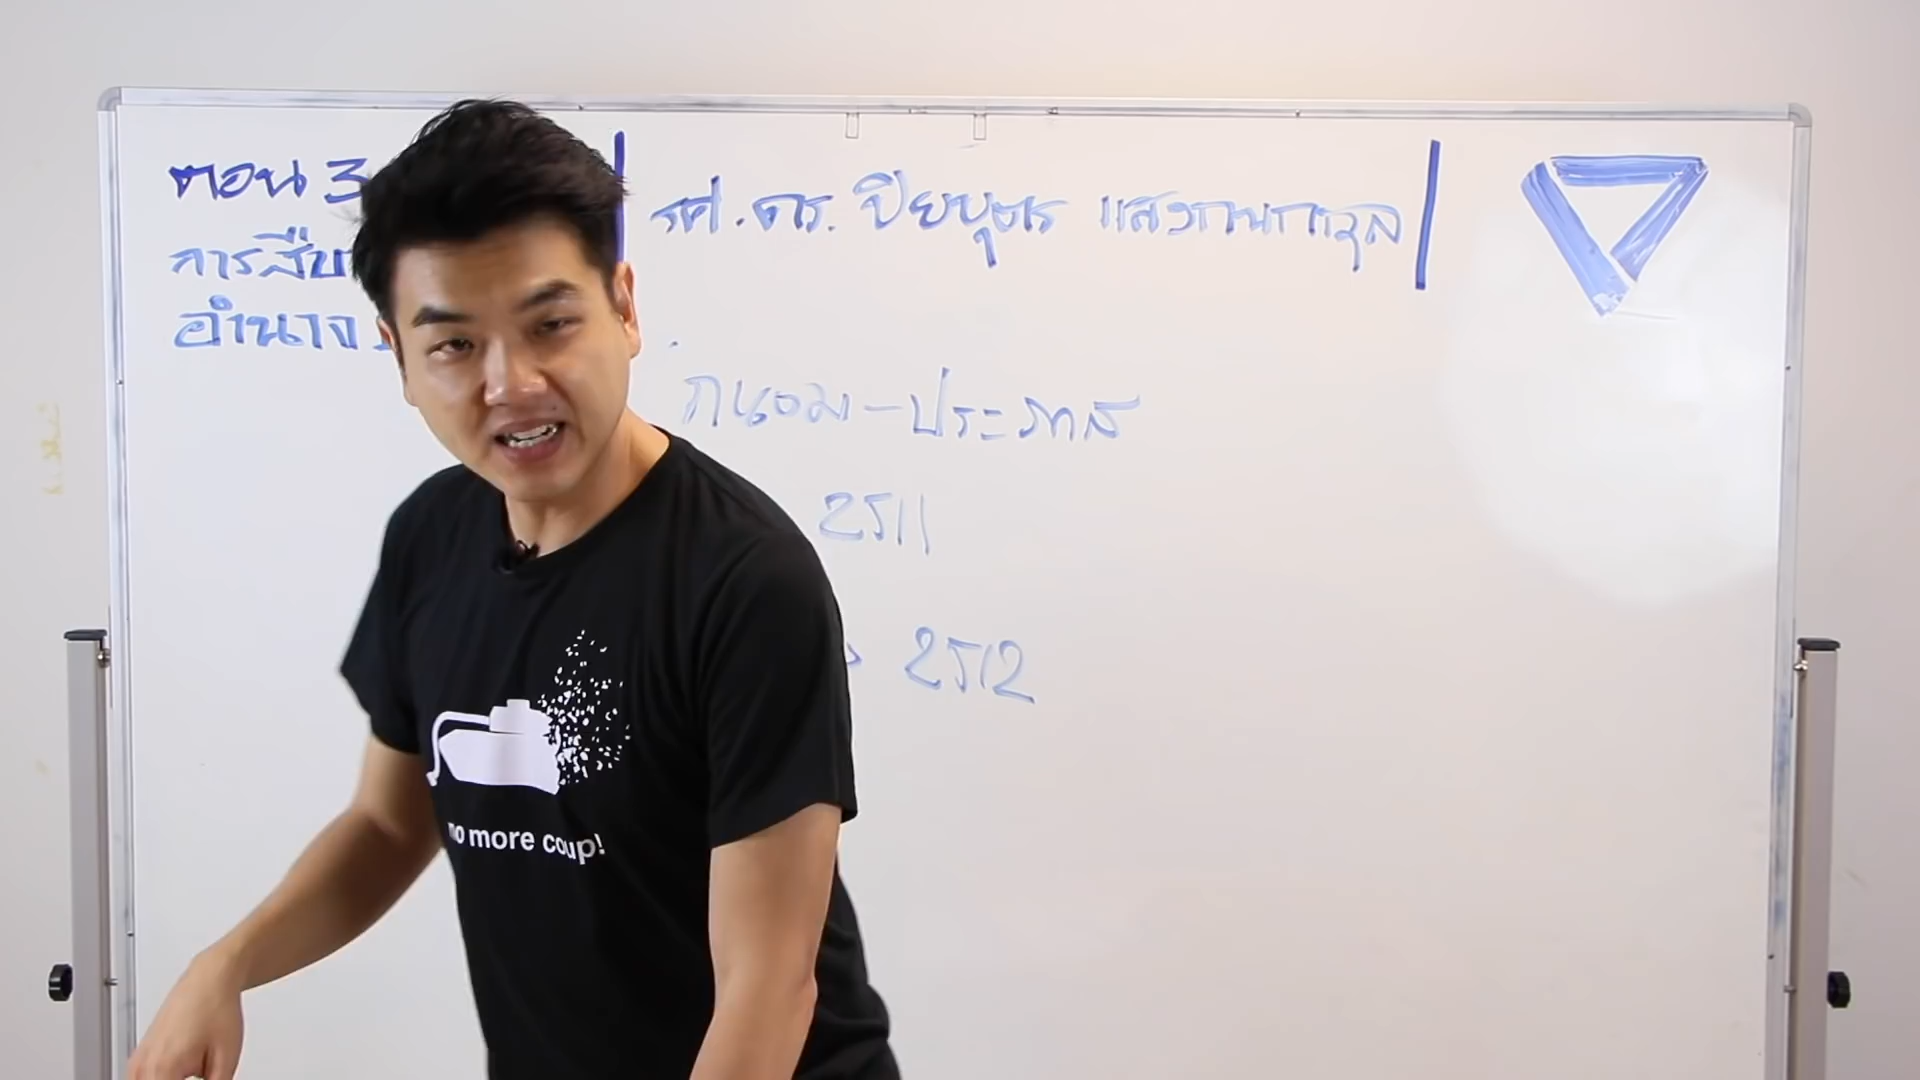 ตอน 3
การสืบ
อำนาจ
รศ.ดร. ปิยบุตร แสงกนกกุล
ถนอม-ประภาส
2511
2512
no more coup!